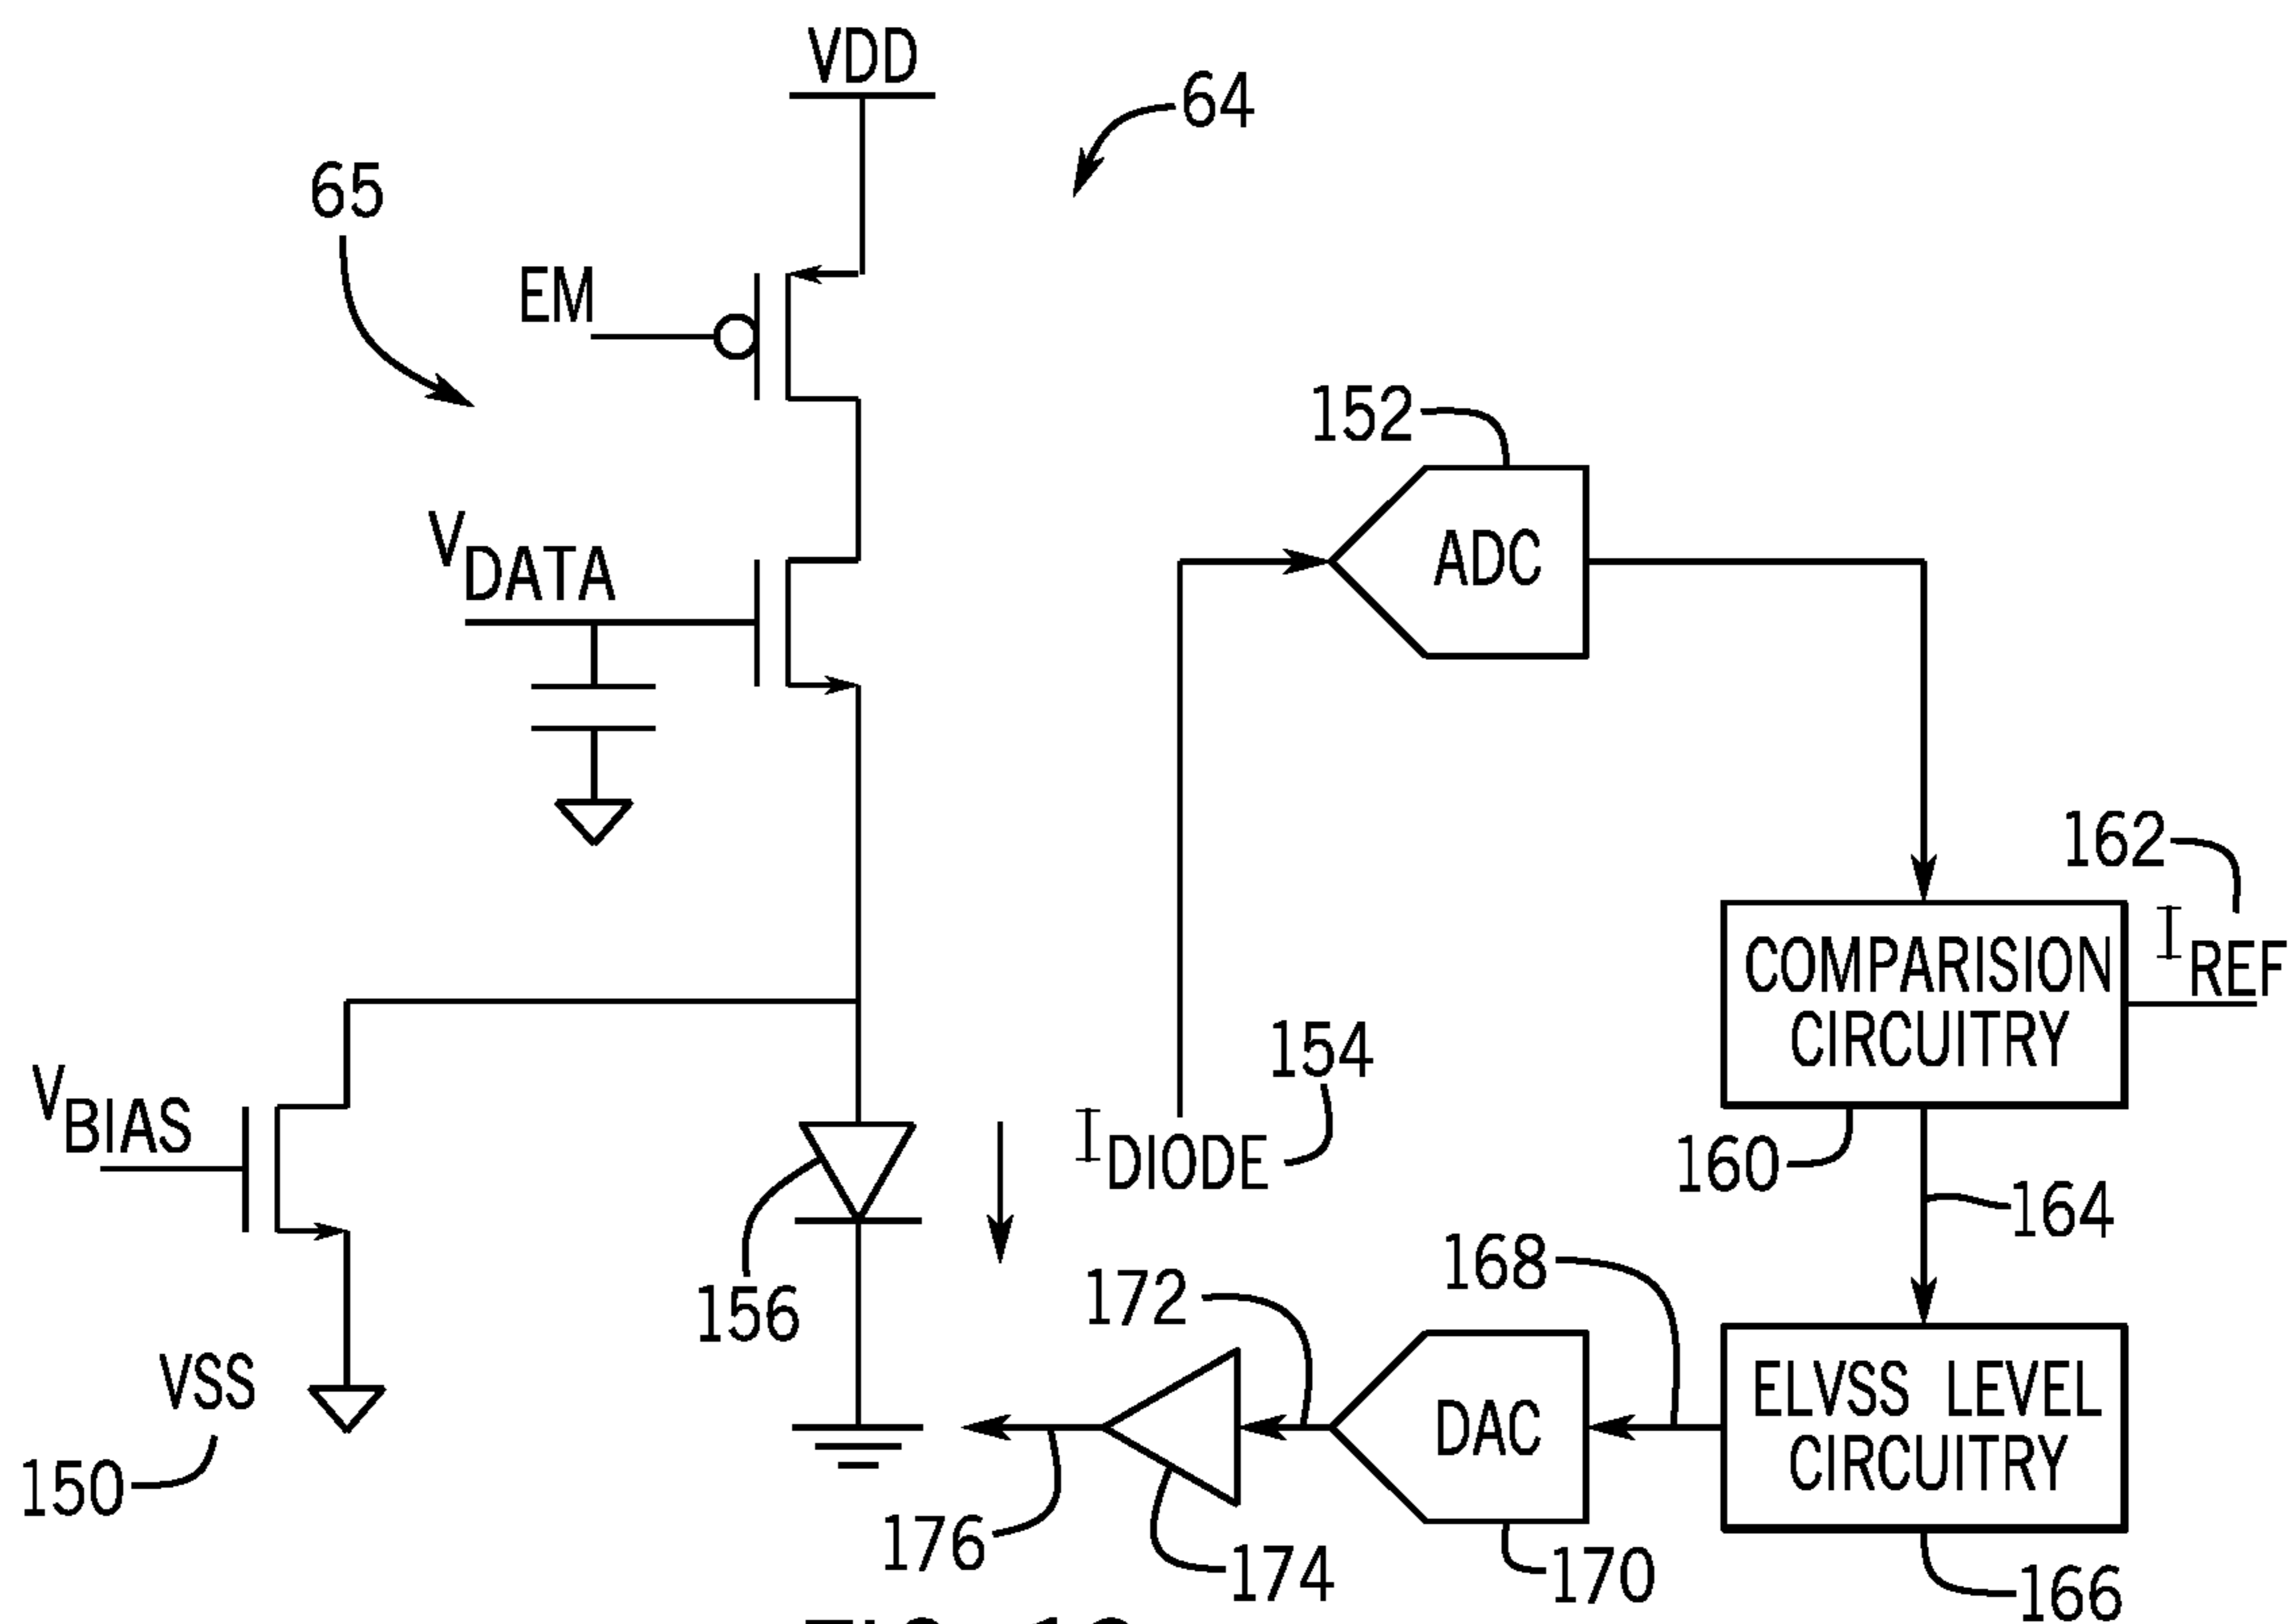 VDD
64
65
EM
152
VDATA
ADC
162
IREF
COMPARISION
CIRCUITRY
154
VBIAS
IDIODE
160
164
168
172
156
VSS
ELVSS LEVEL
CIRCUITRY
DAC
150
176
174
170
166